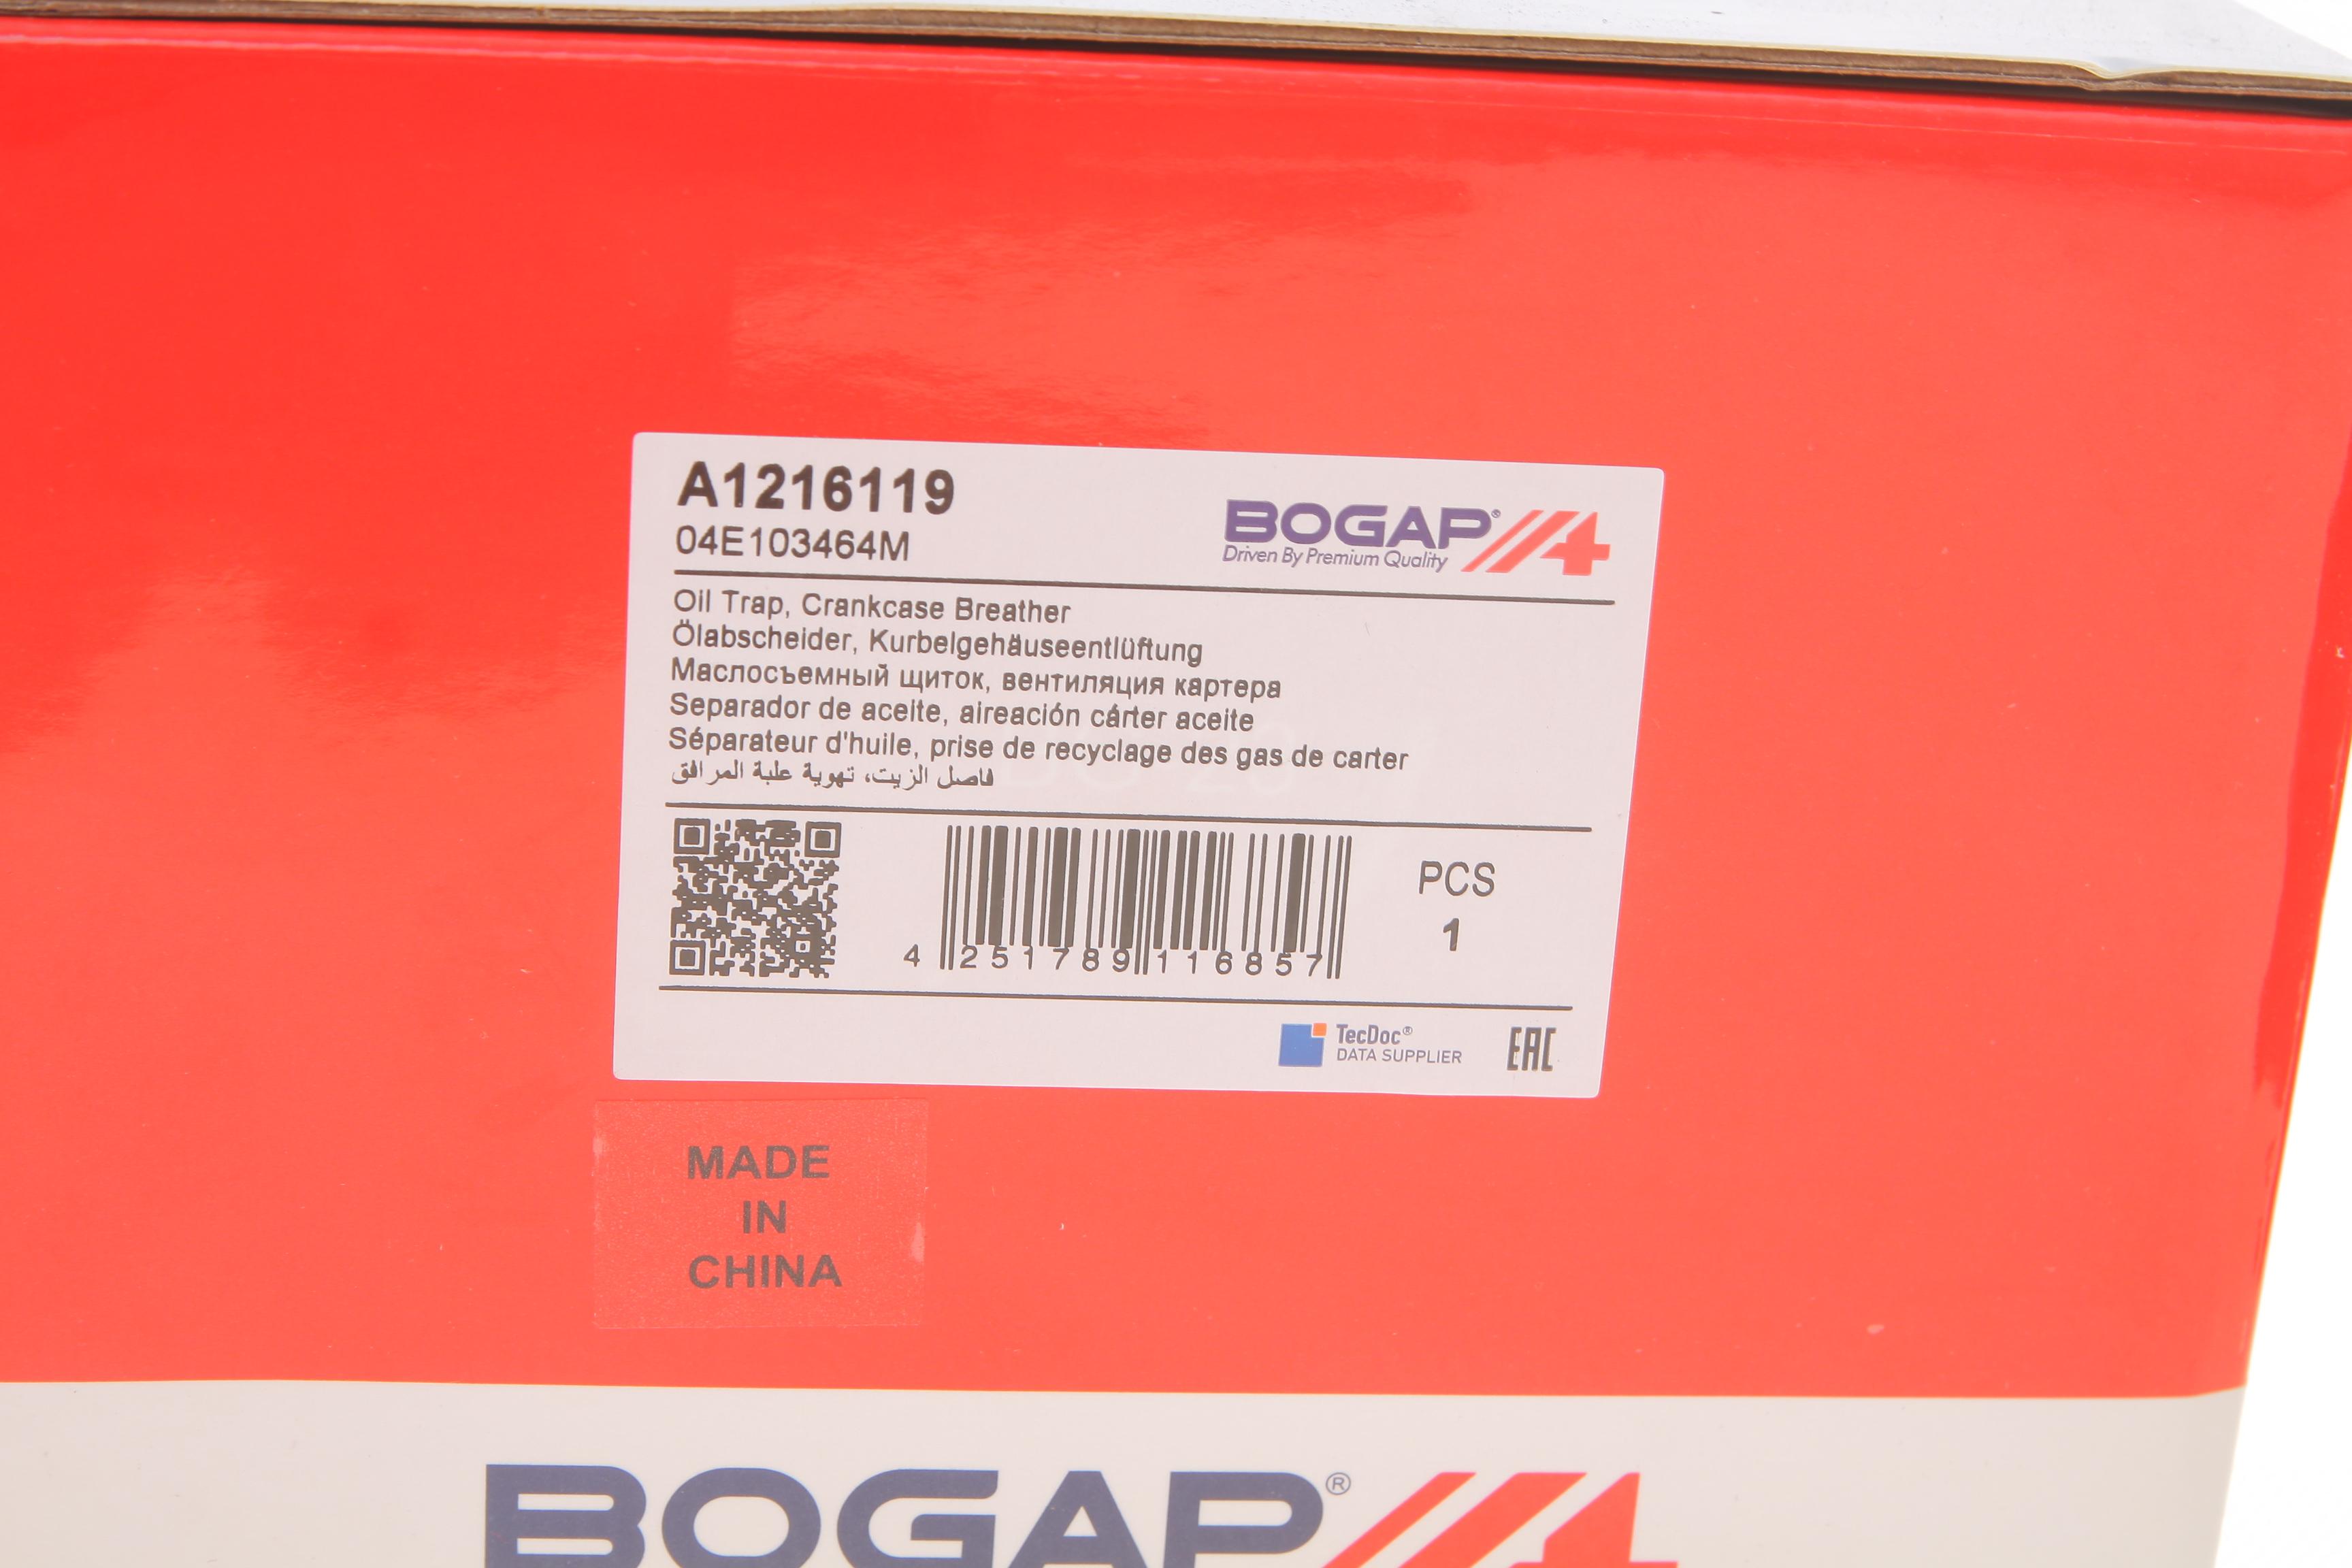 A1216119
04E103464M
BOGAP®
Driven By Premium Quality
Oil Trap, Crankcase Breather
Ölabscheider, Kurbelgehäuseentlüftung
Маслосъемный щиток, вентиляция картера
Separador de aceite, aireación cárter aceite
Séparateur d'huile, prise de recyclage des gas de carter
فاصل الزيت، تهوية علبة المرافق
4 251789 116857
PCS
1
TecDoc®
DATA SUPPLIER
EAC
MADE
IN
CHINA
BOGAP®